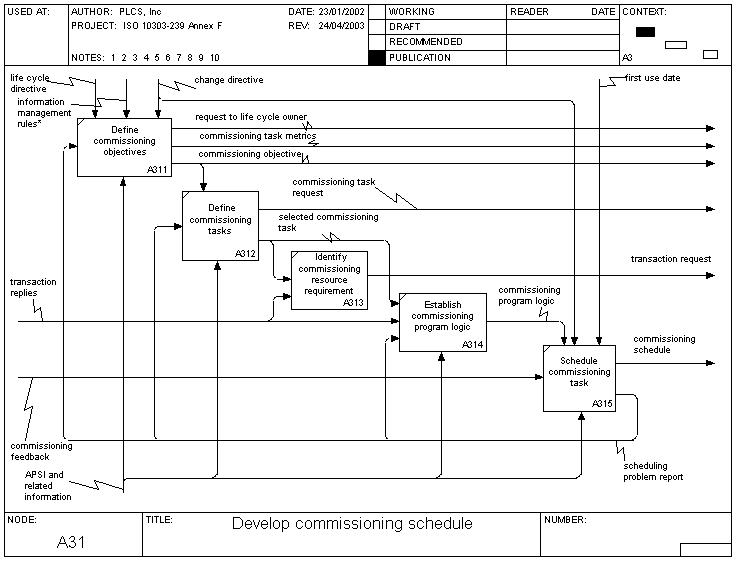 USED AT:
AUTHOR: PLCS, Inc
DATE: 23/01/2002
PROJECT: ISO 10303-239 Annex F
REV: 24/04/2003
NOTES: 1 2 3 4 5 6 7 8 9 10
WORKING
DRAFT
RECOMMENDED
PUBLICATION
READER
DATE
CONTEXT:
A3
life cycle
directive
information
management
rules*
change directive
first use date
Define
commissioning
objectives
A311
request to life cycle owner
commissioning task metrics
commissioning objective
Define
commissioning
tasks
A312
commissioning task
request
selected commissioning
task
Identify
commissioning
resource
requirement
A313
transaction request
transaction
replies
Establish
commissioning
program logic
A314
commissioning
program logic
Schedule
commissioning
task
A315
commissioning
schedule
commissioning
feedback
APSI and
related
information
scheduling
problem report
NODE:
A31
TITLE:
Develop commissioning schedule
NUMBER: